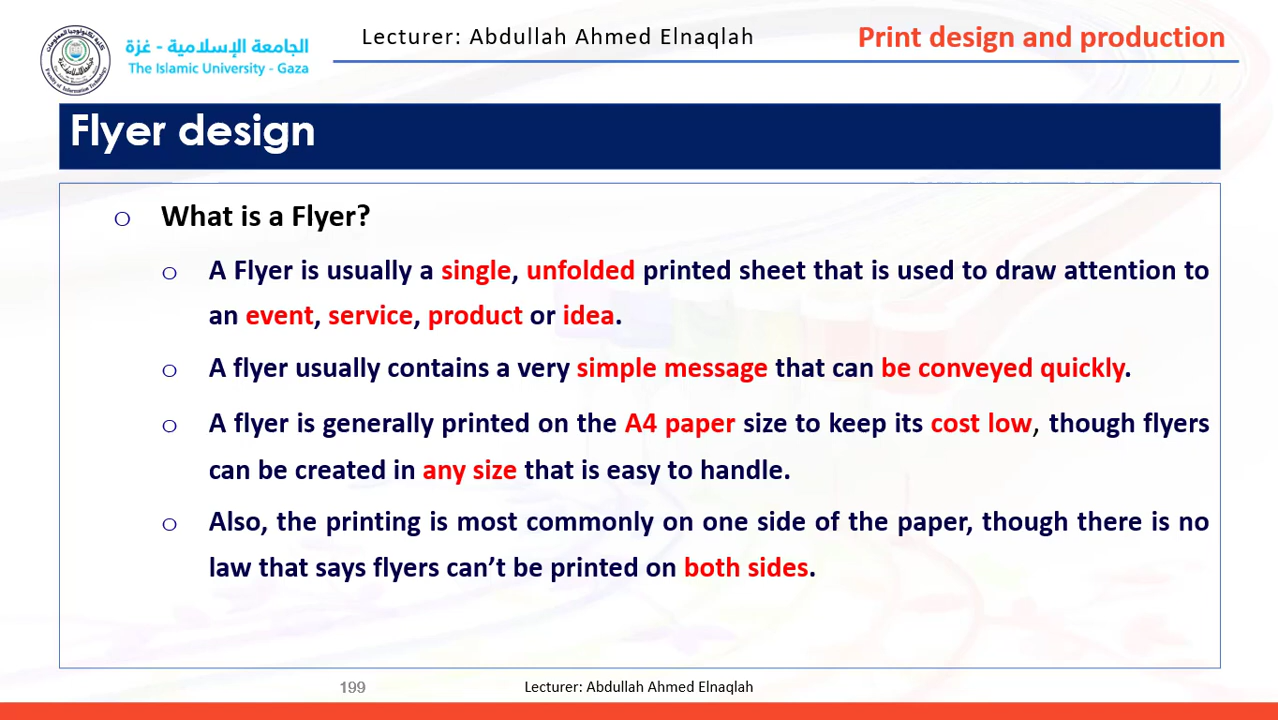 الجامعة الإسلامية - غزة
The Islamic University - Gaza
Lecturer: Abdullah Ahmed Elnaqlah
Print design and production
Flyer design
o What is a Flyer?
o A Flyer is usually a single, unfolded printed sheet that is used to draw attention to
an event, service, product or idea.
o A flyer usually contains a very simple message that can be conveyed quickly.
o A flyer is generally printed on the A4 paper size to keep its cost low, though flyers
can be created in any size that is easy to handle.
o Also, the printing is most commonly on one side of the paper, though there is no
law that says flyers can’t be printed on both sides.
199
Lecturer: Abdullah Ahmed Elnaqlah